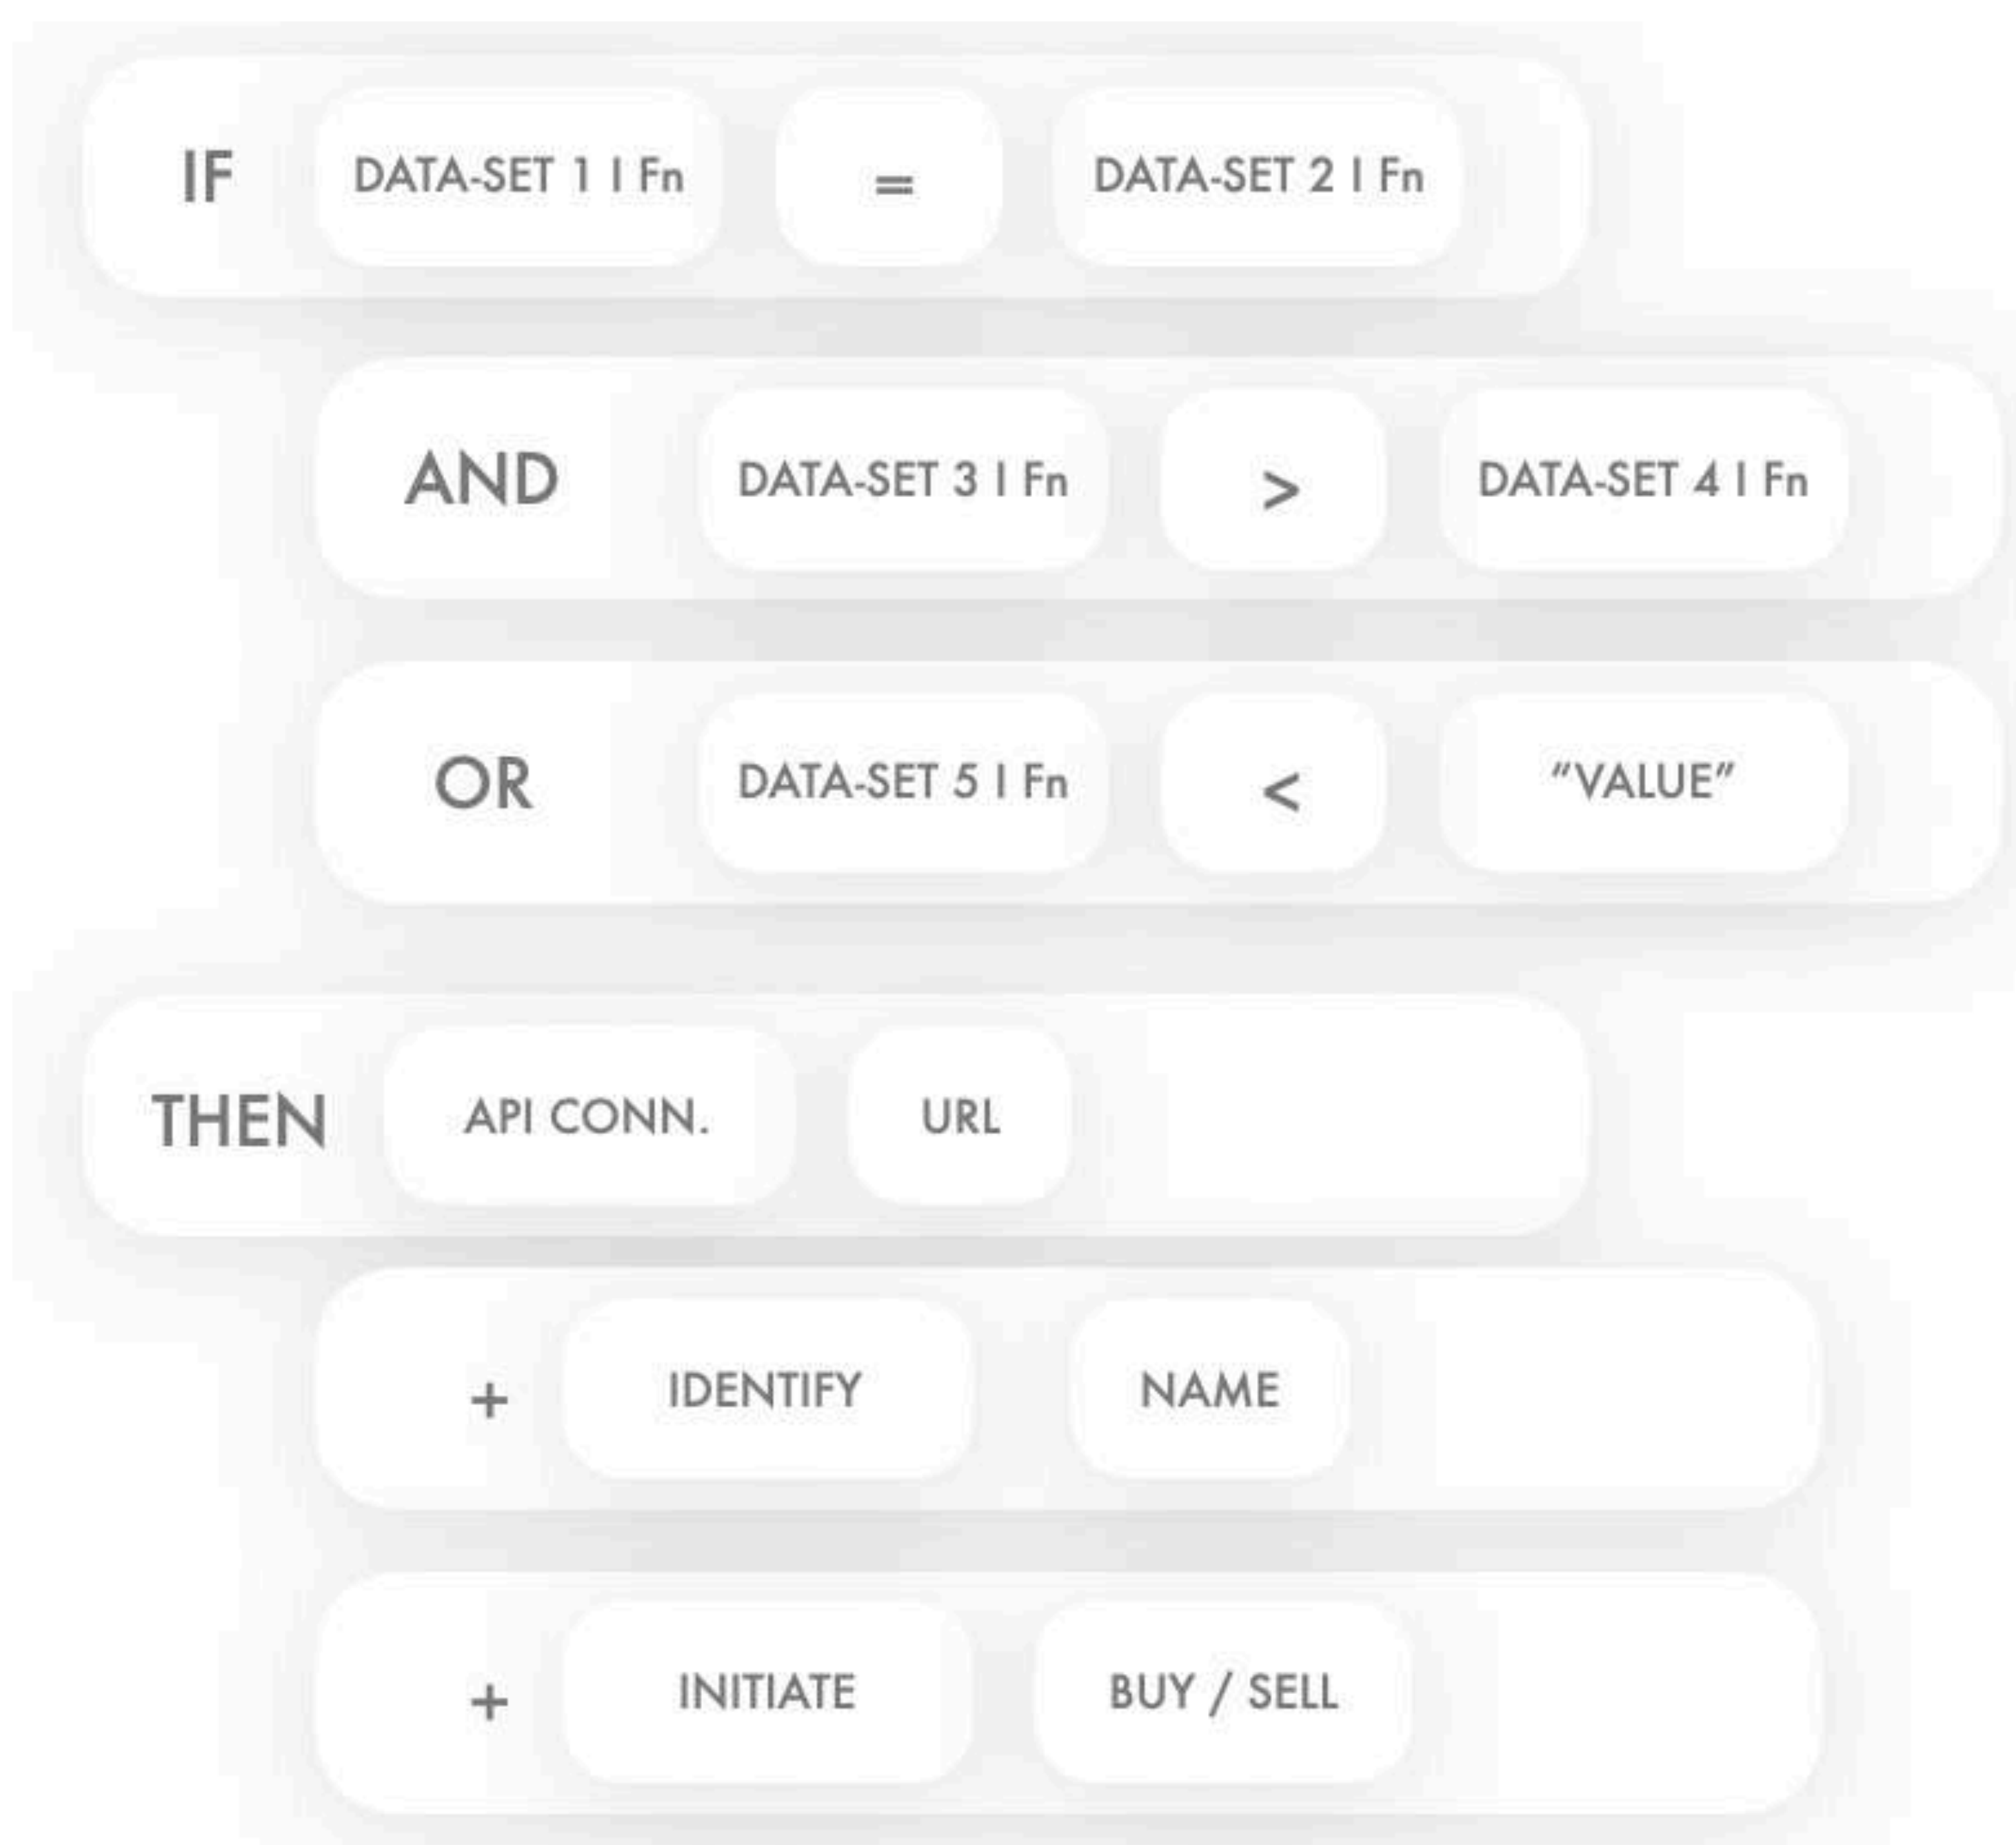 IF DATA-SET 1 | Fn = DATA-SET 2 | Fn
AND DATA-SET 3 | Fn > DATA-SET 4 | Fn
OR DATA-SET 5 | Fn < “VALUE”
THEN API CONN. URL
+ IDENTIFY NAME
+ INITIATE BUY / SELL